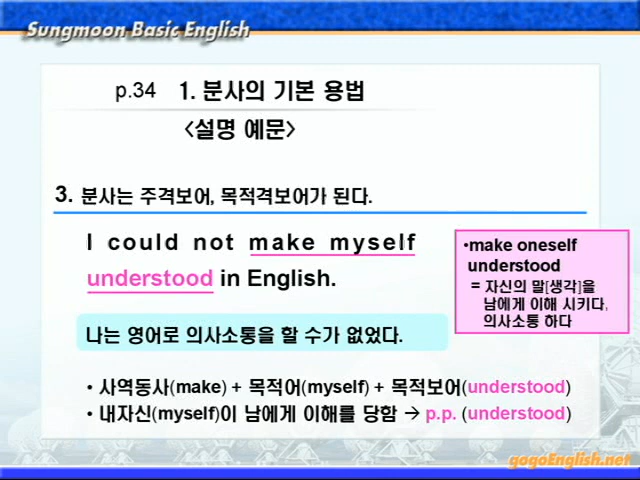 Sungmoon Basic English
p.34 1. 분사의 기본 용법
<설명 예문>
3. 분사는 주격보어, 목적격보어가 된다.
I could not make myself
understood in English.
•make oneself
understood
= 자신의 말[생각]을
남에게 이해 시키다,
의사소통 하다
나는 영어로 의사소통을 할 수가 없었다.
• 사역동사(make) + 목적어(myself) + 목적보어(understood)
• 내자신(myself)이 남에게 이해를 당함 → p.p. (understood)
gogoEnglish.net